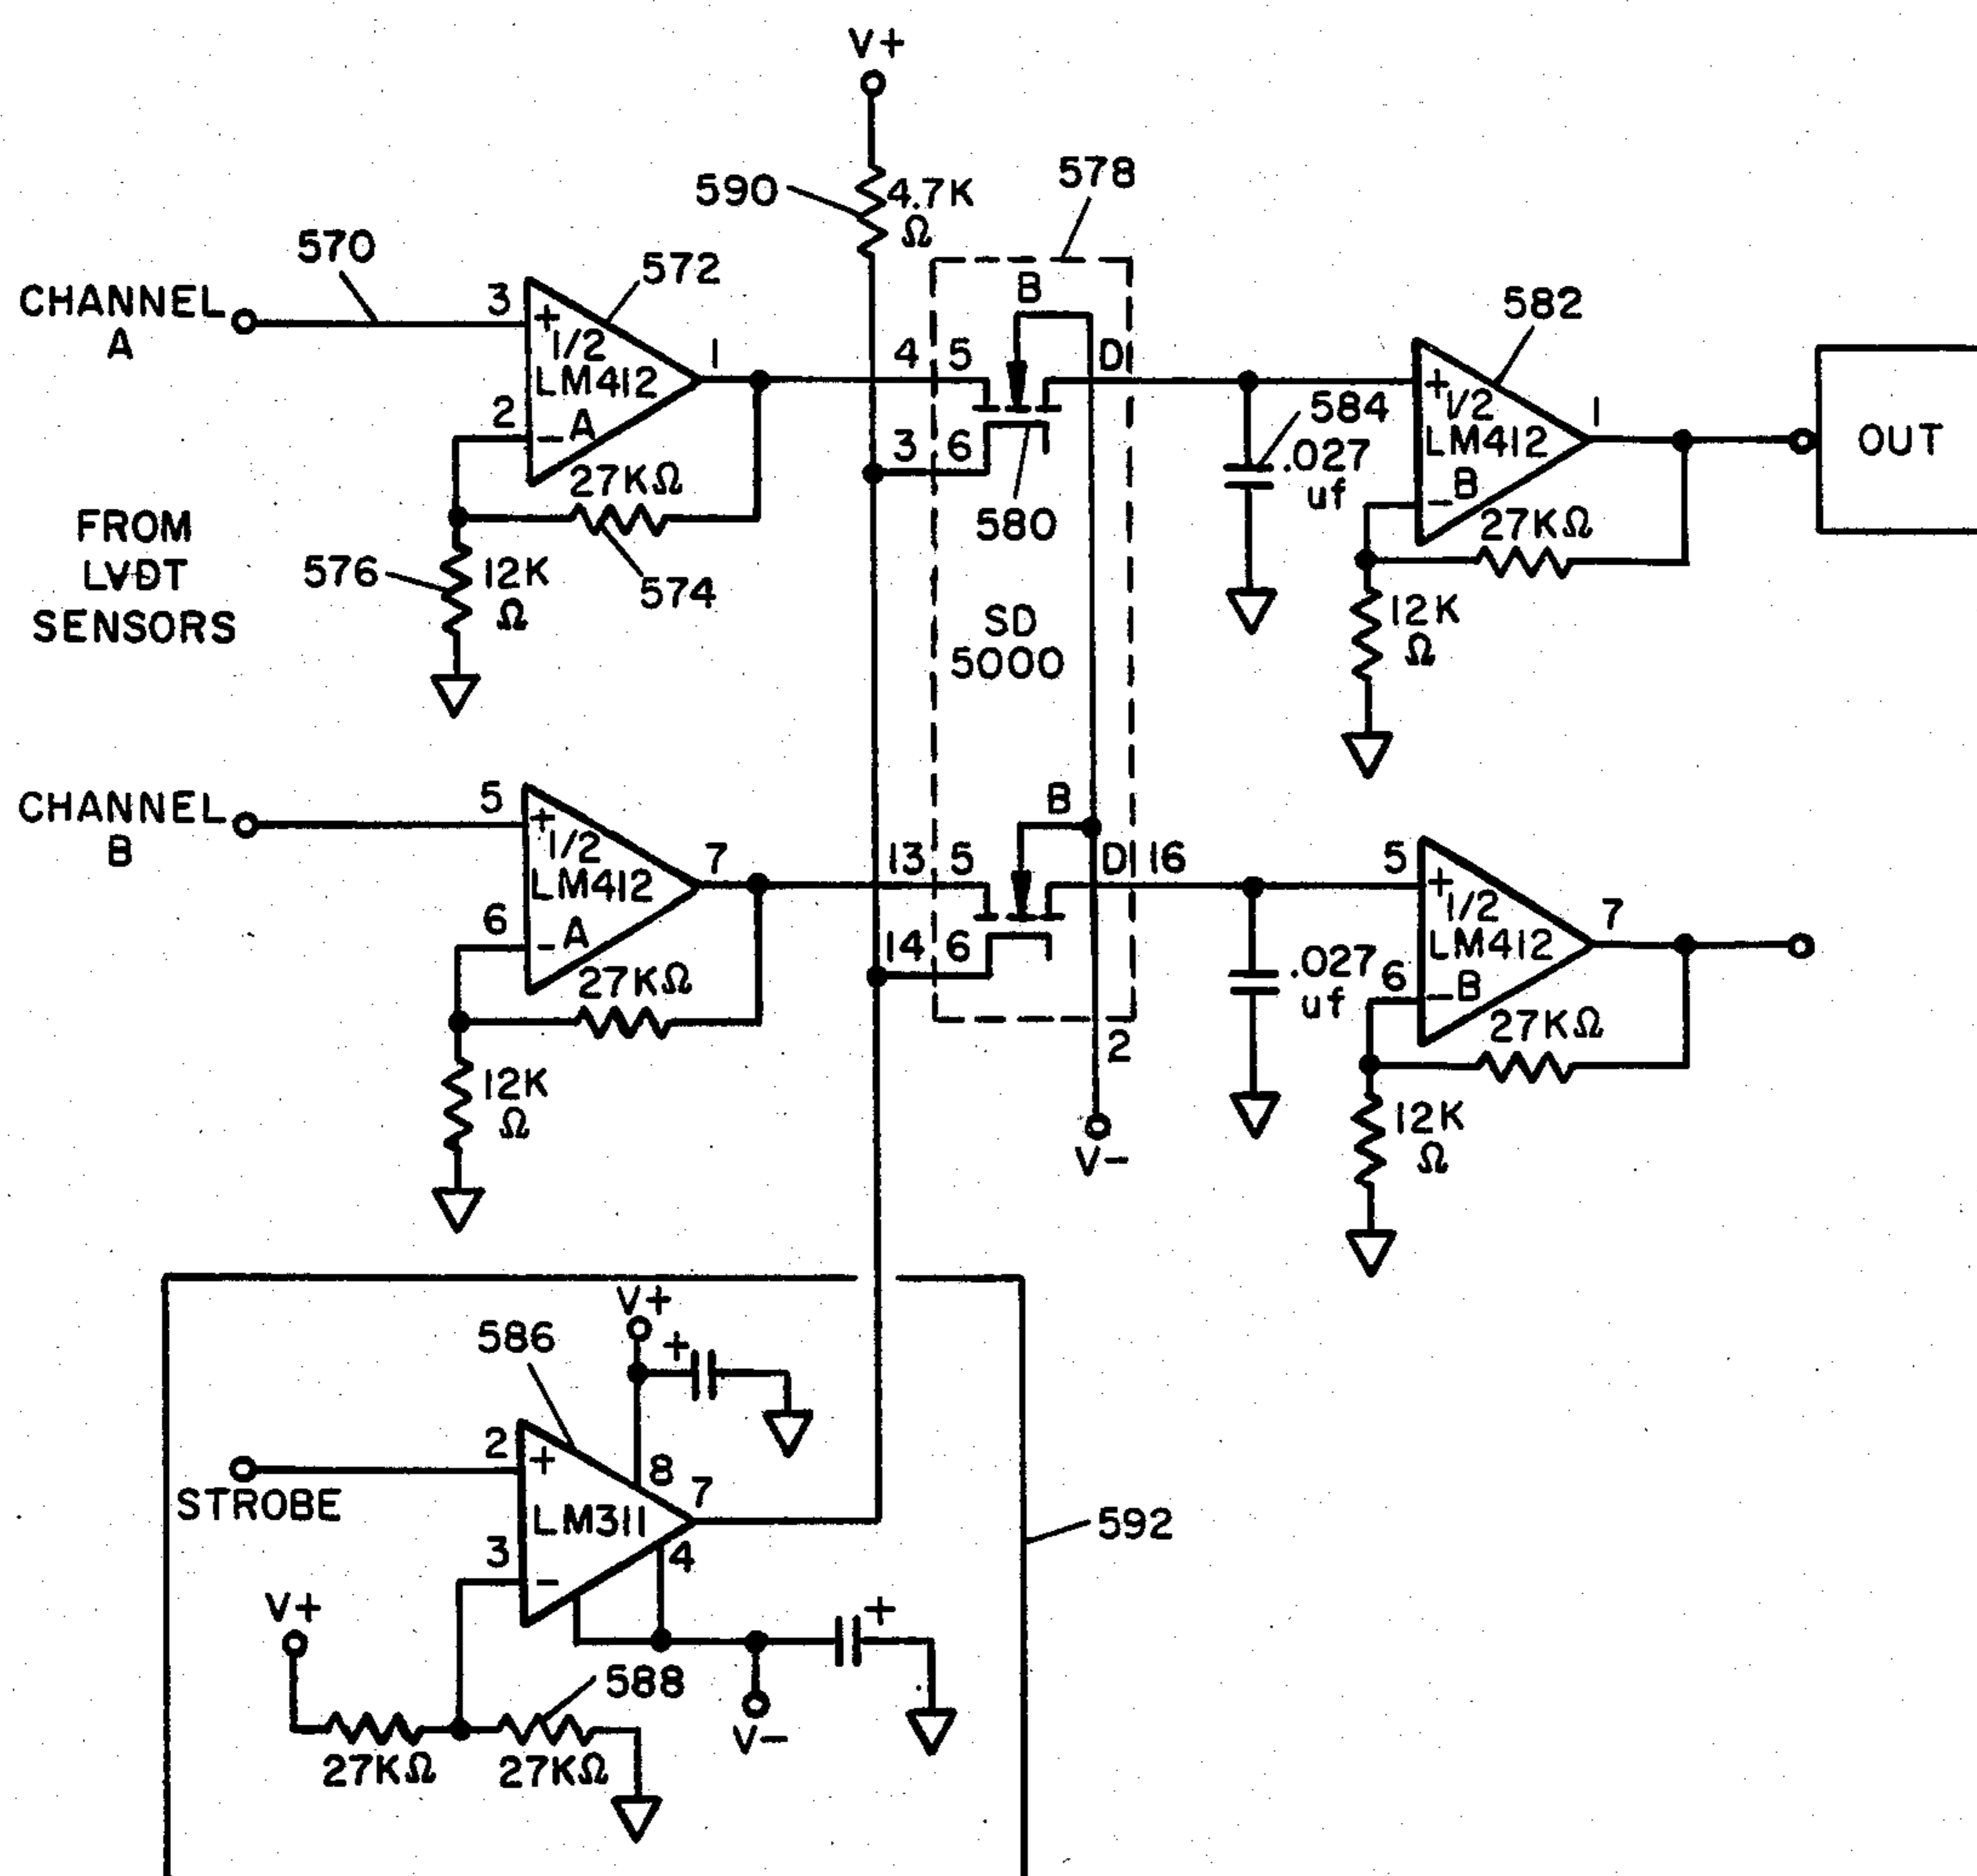 V+
590
4.7K
Ω
578
570
572
CHANNEL
A
3
+
1/2
LM412
A
2
-
1
4
5
B
D
3
6
580
582
+
1/2
LM412
B
-
1
OUT
584
.027
uf
27KΩ
574
576
12K
Ω
FROM
LVDT
SENSORS
27KΩ
12K
Ω
SD
5000
CHANNEL
B
5
+
1/2
LM412
A
6
-
7
13
5
B
D
16
14
6
27KΩ
12K
Ω
2
V-
.027
uf
5
+
1/2
LM412
B
6
-
7
27KΩ
12K
Ω
V+
+
586
2
+
STROBE
LM311
8
7
3
-
4
592
V+
+
588
V-
27KΩ
27KΩ